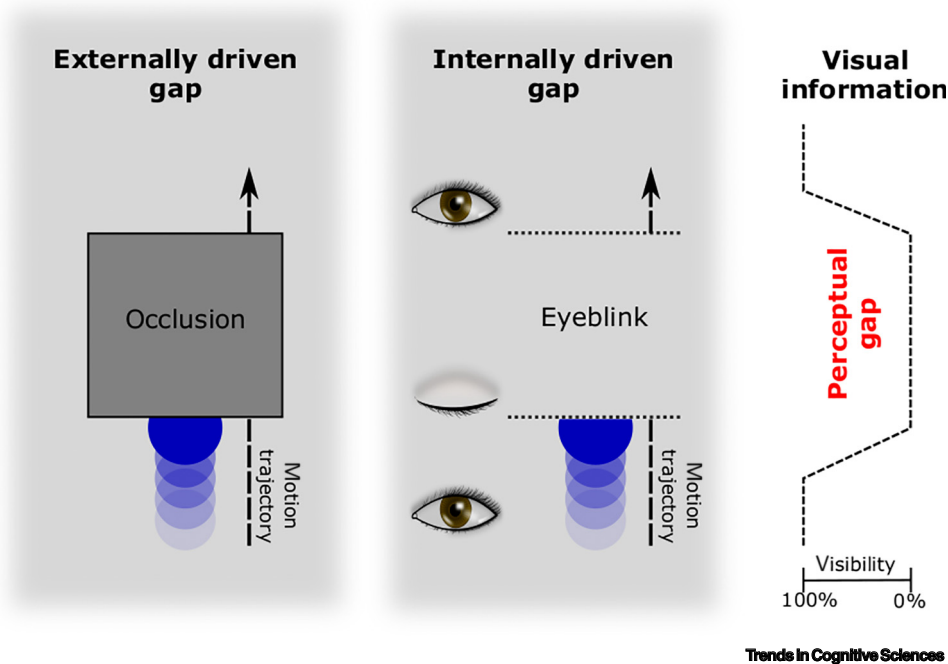 Externally driven
gap
Occlusion
Motion
trajectory
Internally driven
gap
Eyeblink
Motion
trajectory
Visual
information
Perceptual
gap
Visibility
100% 0%
Trends in Cognitive Sciences